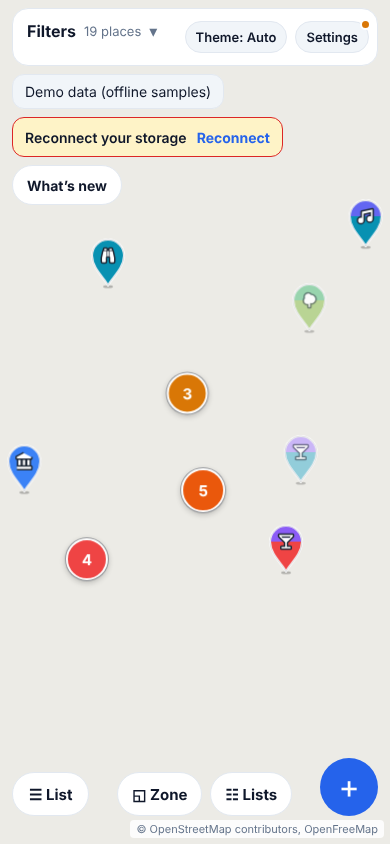 Filters 19 places ▼ Theme: Auto Settings
Demo data (offline samples)
Reconnect your storage Reconnect
What’s new
3
5
4
☰ List ◱ Zone ☷ Lists +
© OpenStreetMap contributors, OpenFreeMap